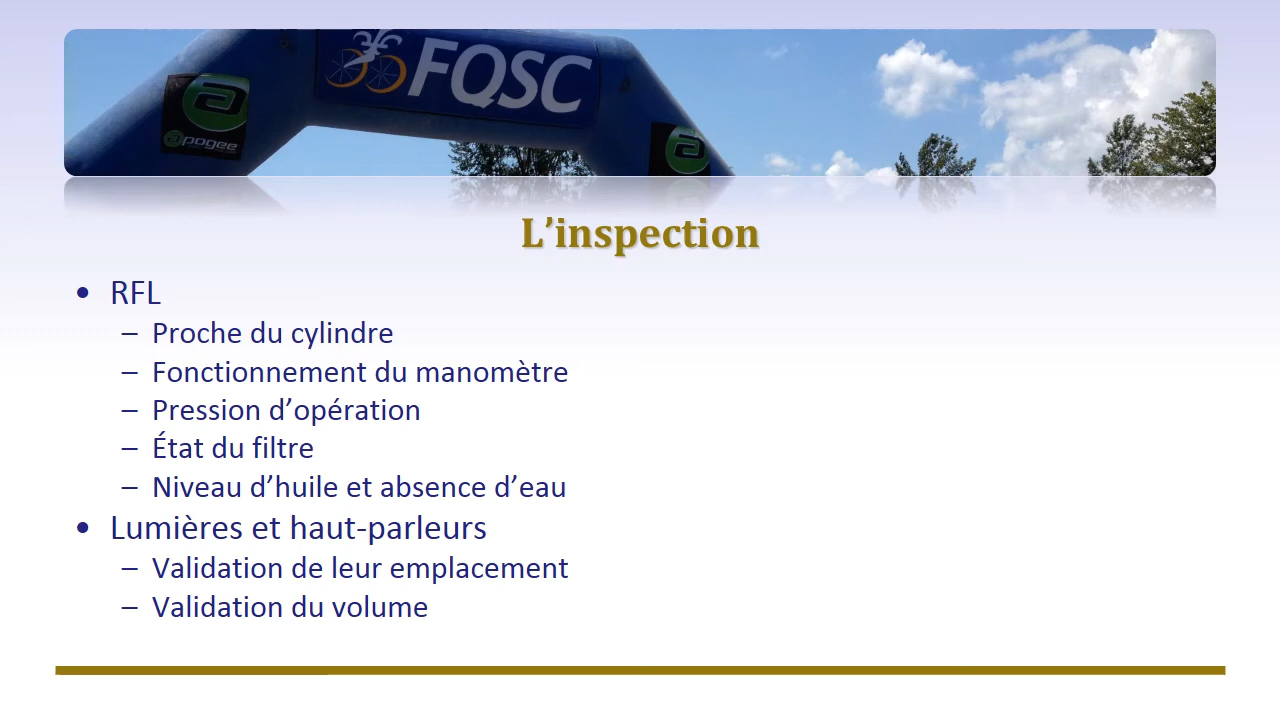 FQSC
apogee
L'inspection
• RFL
– Proche du cylindre
– Fonctionnement du manomètre
– Pression d'opération
– État du filtre
– Niveau d'huile et absence d'eau
• Lumières et haut-parleurs
– Validation de leur emplacement
– Validation du volume